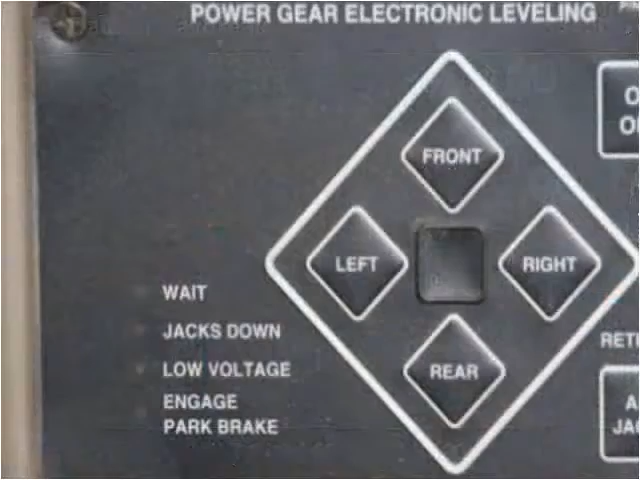 POWER GEAR ELECTRONIC LEVELING
FRONT
LEFT
RIGHT
REAR
WAIT
JACKS DOWN
LOW VOLTAGE
ENGAGE
PARK BRAKE